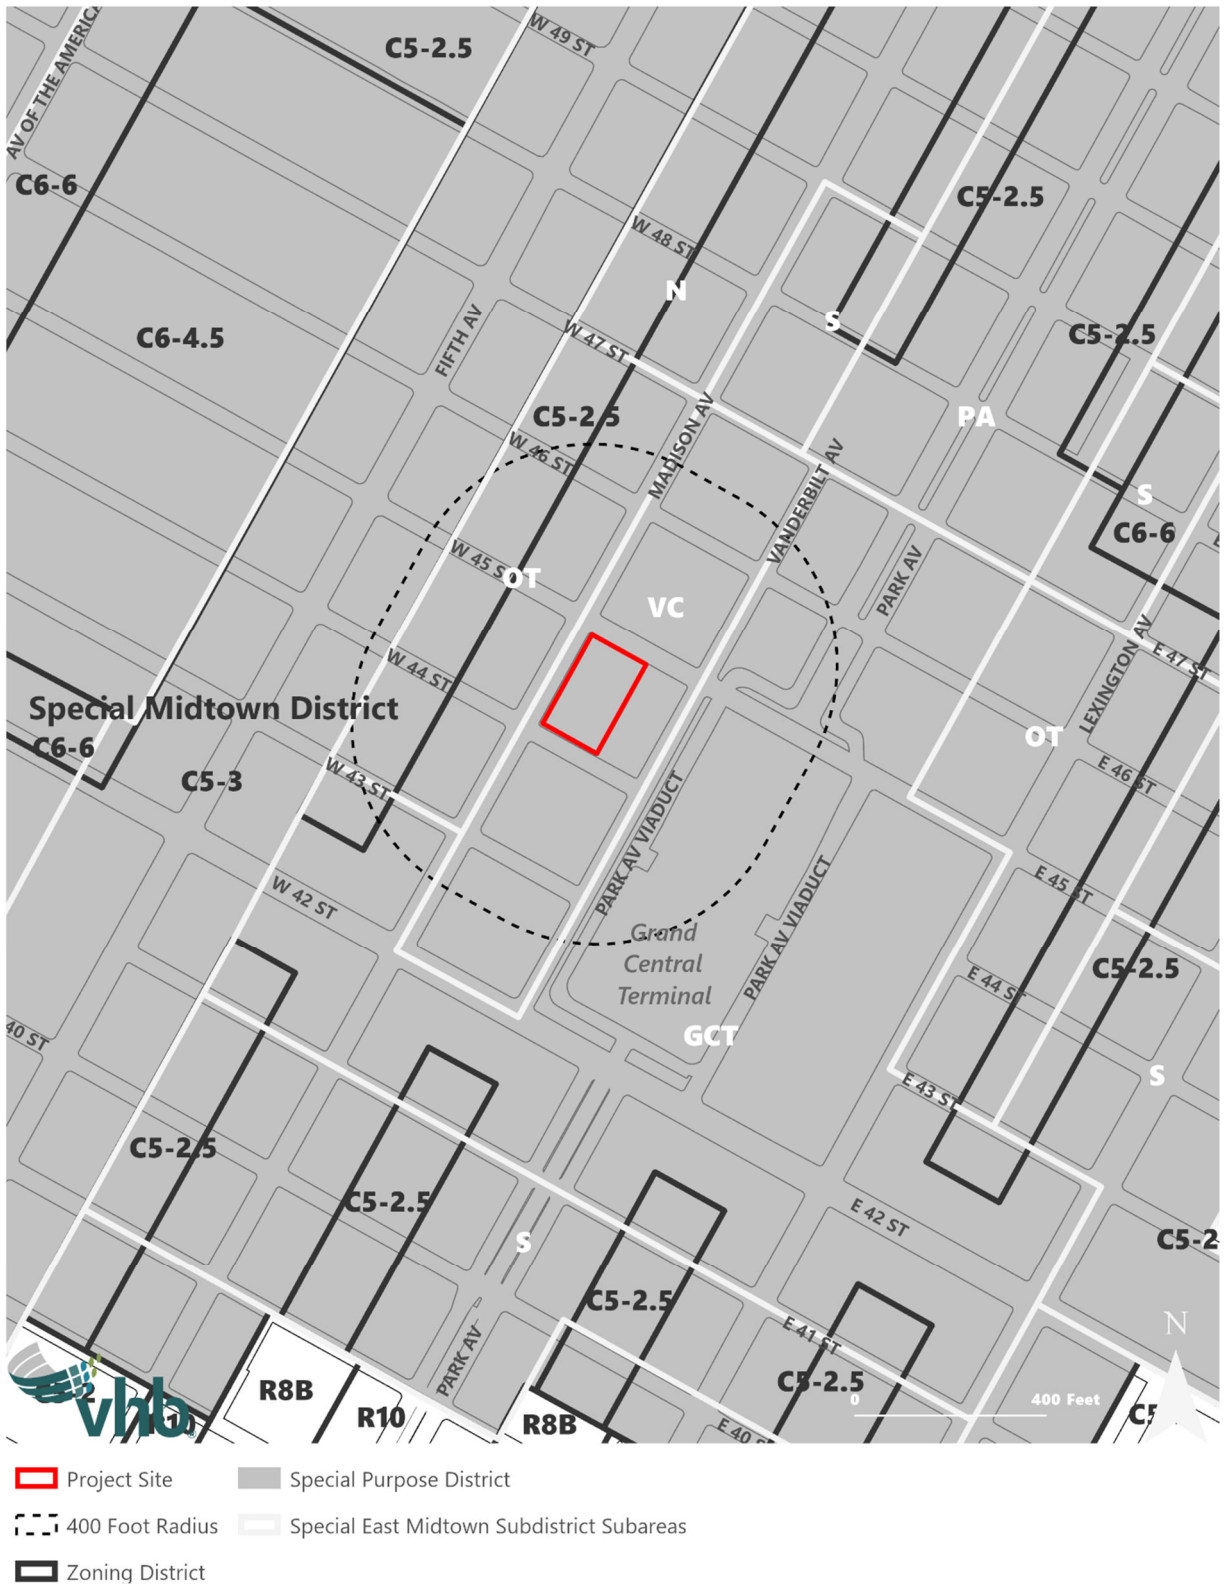 W 49 ST
C5-2.5
AV OF THE AMERICA
C6-6
C5-2.5
W 48 ST
N
S
C6-4.5
FIFTH AV
W 47 ST
C5-2.5
C5-2.5
MADISON AV
PA
W 46 ST
VANDERBILT AV
S
C6-6
W 45 ST
OT
PARK AV
VC
LEXINGTON AV
E 47 ST
W 44 ST
Special Midtown District
OT
C6-6
C5-3
W 43 ST
E 46 ST
PARK AV VIADUCT
PARK AV VIADUCT
W 42 ST
E 45 ST
Grand
Central
Terminal
C5-2.5
E 44 ST
40 ST
GCT
S
E 43 ST
C5-2.5
C5-2.5
E 42 ST
S
C5-2
C5-2.5
E 41 ST
N
PARK AV
C5-2.5
R8B
R10
R8B
0
400 Feet
C5
R10
vhb
E 40 ST
Project Site
Special Purpose District
400 Foot Radius
Special East Midtown Subdistrict Subareas
Zoning District